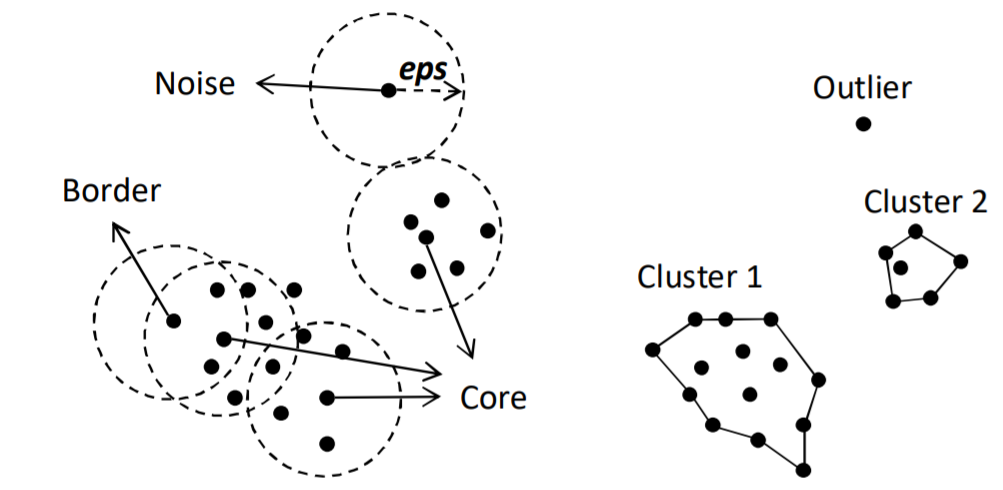 Noise
eps
Border
Core
Outlier
Cluster 2
Cluster 1